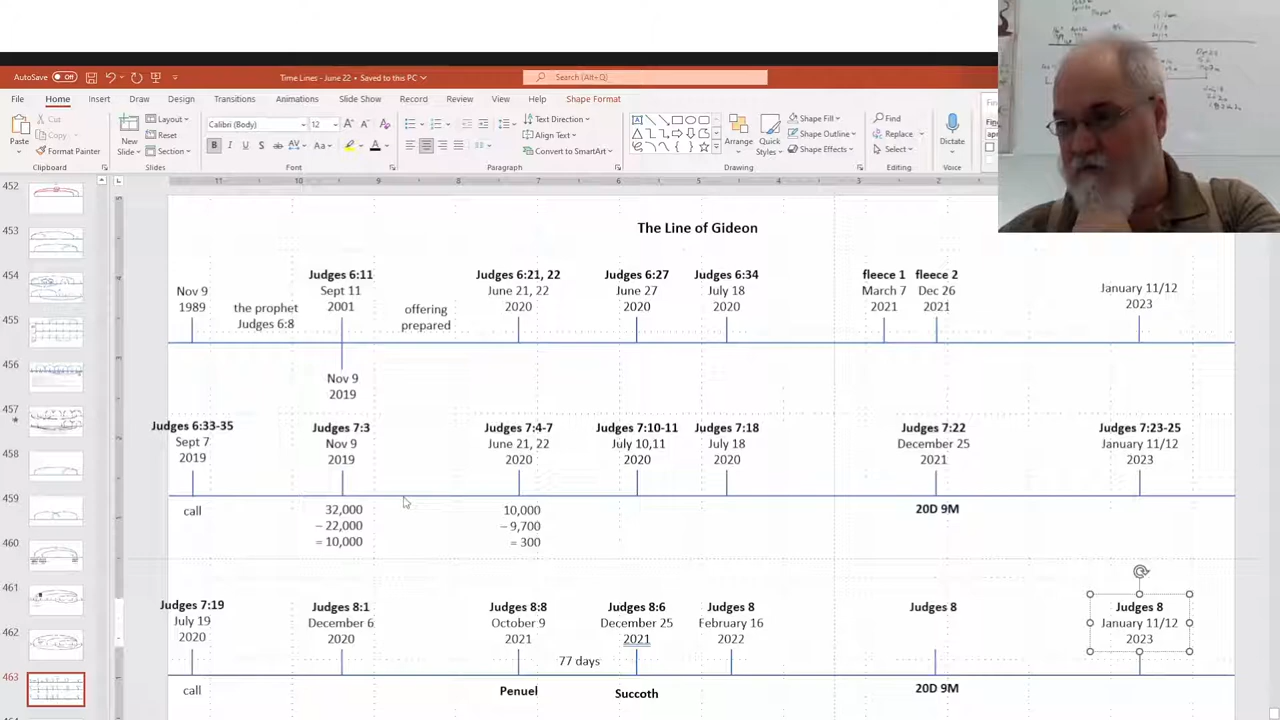 AutoSave Off
Time Lines - June 22 • Saved to this PC
Search (Alt+Q)
File Home Insert Draw Design Transitions Animations Slide Show Record Review View Help Shape Format
Paste
Cut
Copy
Format Painter
Clipboard
New Slide
Layout
Reset
Section
Slides
Calibri (Body) 12
Font
Paragraph
Text Direction
Align Text
Convert to SmartArt
Arrange
Quick Styles
Shape Fill
Shape Outline
Shape Effects
Drawing
Find
Replace
Select
Editing
Dictate
Voice
11 10 9 8 7 6 5 4 3 2
452
453
454
455
456
457
458
459
460
461
462
463
The Line of Gideon
Nov 9
1989
the prophet
Judges 6:8
Judges 6:11
Sept 11
2001
offering
prepared
Judges 6:21, 22
June 21, 22
2020
Judges 6:27
June 27
2020
Judges 6:34
July 18
2020
fleece 1
March 7
2021
fleece 2
Dec 26
2021
January 11/12
2023
Nov 9
2019
Judges 6:33-35
Sept 7
2019
call
Judges 7:3
Nov 9
2019
32,000
– 22,000
= 10,000
Judges 7:4-7
June 21, 22
2020
10,000
– 9,700
= 300
Judges 7:10-11
July 10,11
2020
Judges 7:18
July 18
2020
Judges 7:22
December 25
2021
20D 9M
Judges 7:23-25
January 11/12
2023
Judges 7:19
July 19
2020
call
Judges 8:1
December 6
2020
Judges 8:8
October 9
2021
Penuel
77 days
Judges 8:6
December 25
2021
Succoth
Judges 8
February 16
2022
Judges 8
20D 9M
Judges 8
January 11/12
2023